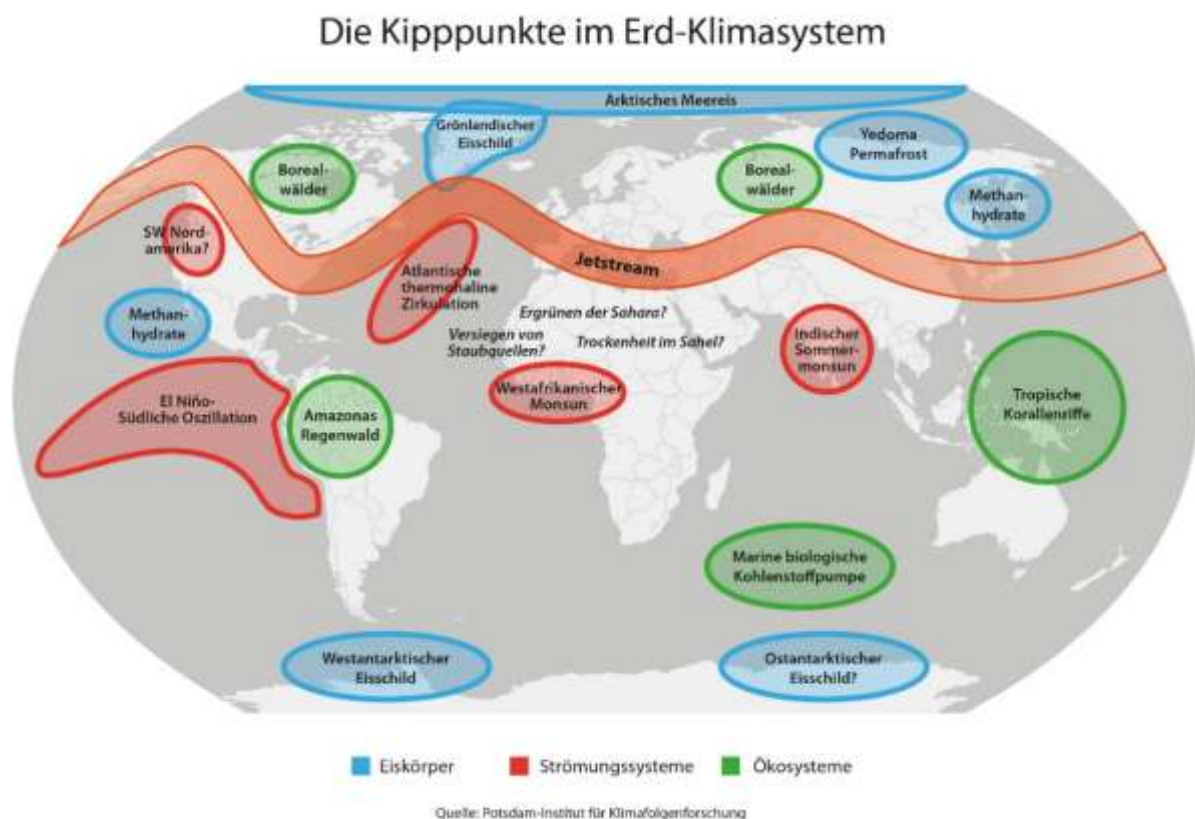 Die Kipppunkte im Erd-Klimasystem
Arktisches Meereis
Grönlandischer
Eisschild
Yedoma
Permafrost
Boreal-
wälder
Boreal-
wälder
Methan-
hydrate
SW Nord-
amerika?
Jetstream
Atlantische
thermohaline
Zirkulation
Methan-
hydrate
Ergrünen der Sahara?
Versiegen von
Staubquellen?
Trockenheit im Sahel?
Indischer
Sommer-
monsun
El Niño-
Südliche Oszillation
Amazonas
Regenwald
Westafrikanischer
Monsun
Tropische
Korallenriffe
Marine biologische
Kohlenstoffpumpe
Westantarktischer
Eisschild
Ostantarktischer
Eisschild?
Eiskörper
Strömungssysteme
Ökosysteme
Quelle: Potsdam-Institut für Klimafolgenforschung